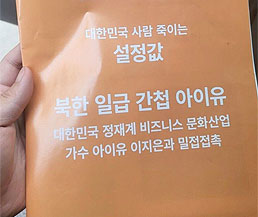 대한민국 사람 죽이는
설정값
북한 일급 간첩 아이유
대한민국 정재계 비즈니스 문화산업
가수 아이유 이지은과 밀접접촉